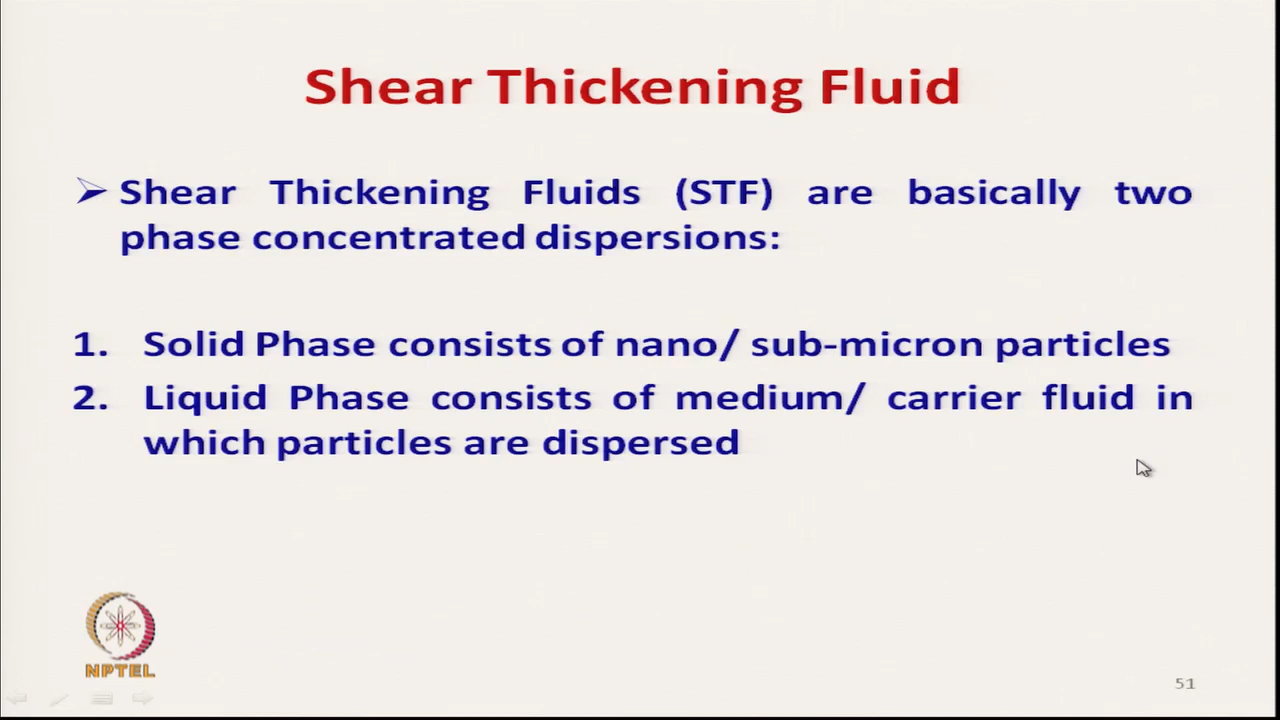 Shear Thickening Fluid
Shear Thickening Fluids (STF) are basically two
phase concentrated dispersions:
1. Solid Phase consists of nano/ sub-micron particles
2. Liquid Phase consists of medium/ carrier fluid in
which particles are dispersed
NPTEL
51